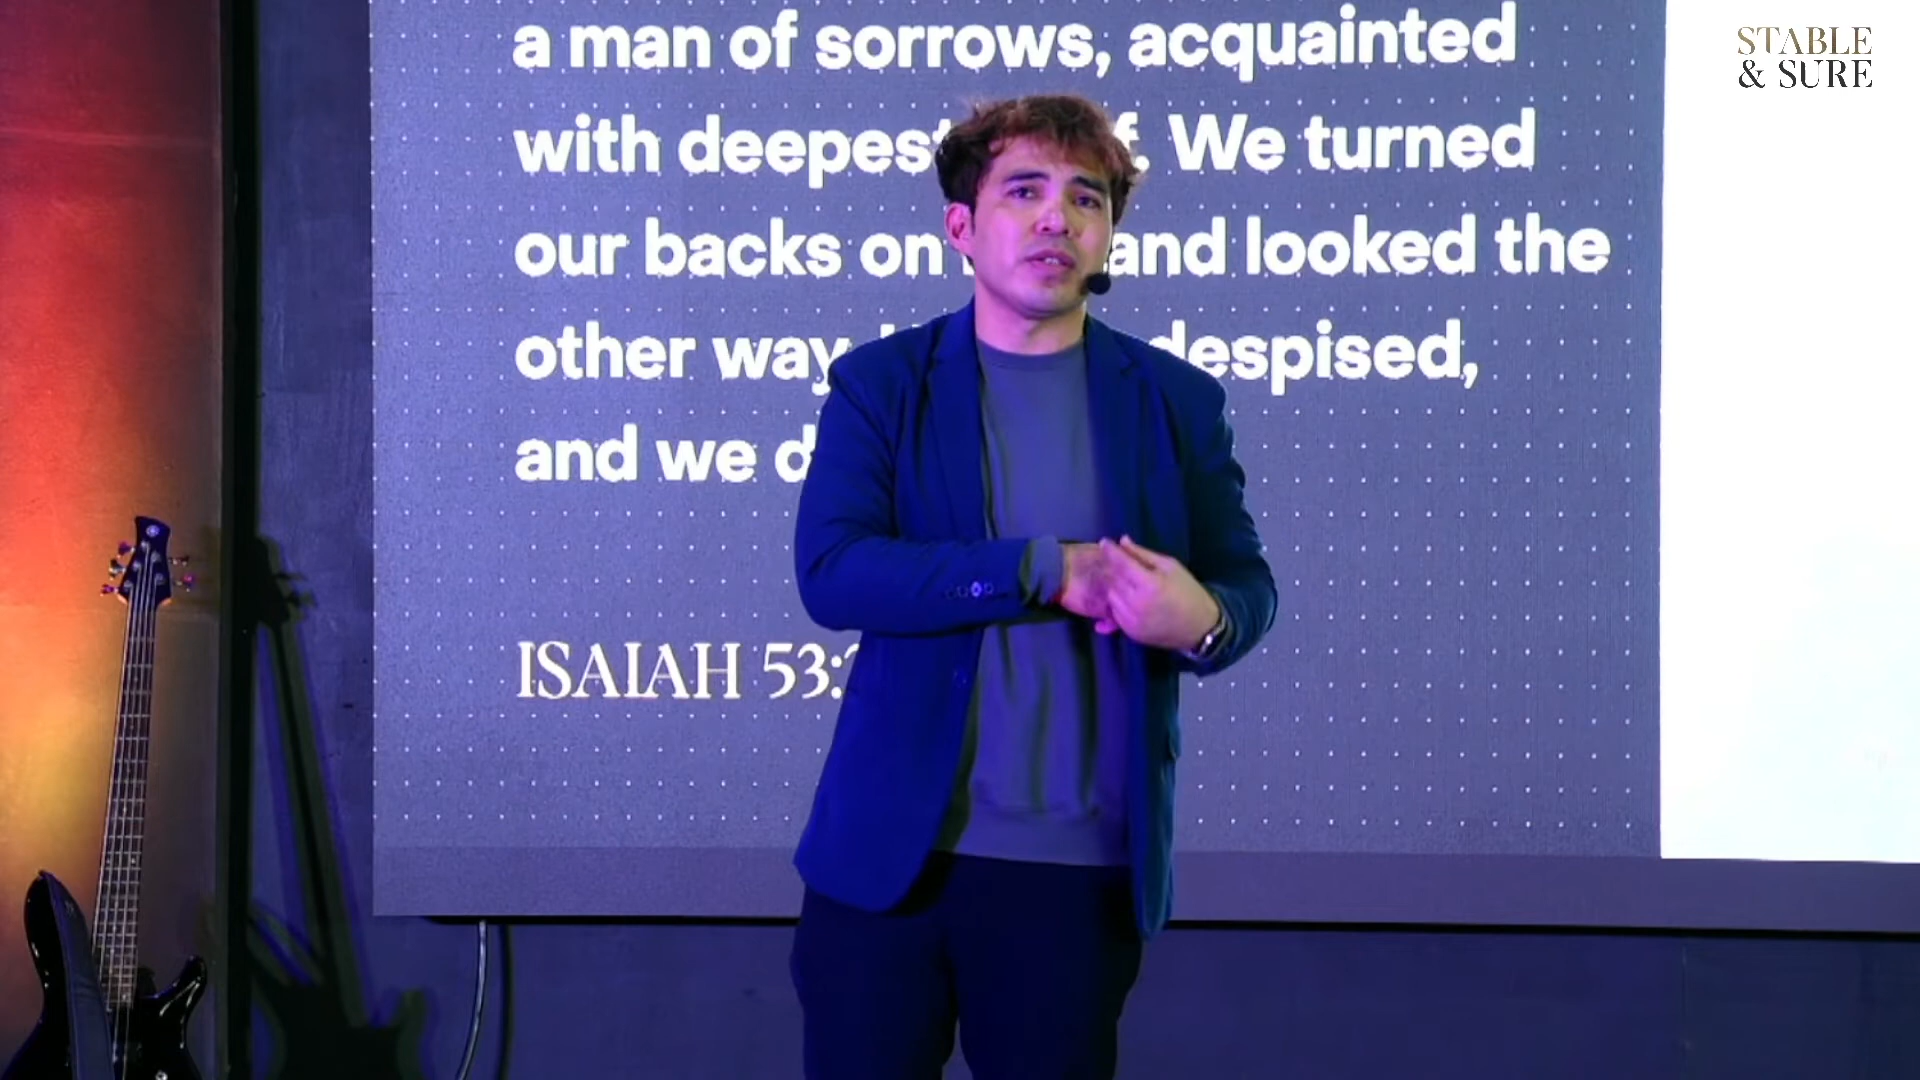 a man of sorrows, acquainted
with deepest We turned
our backs on and looked the
other way despised,
and we
ISAIAH 53:
STABLE
& SURE